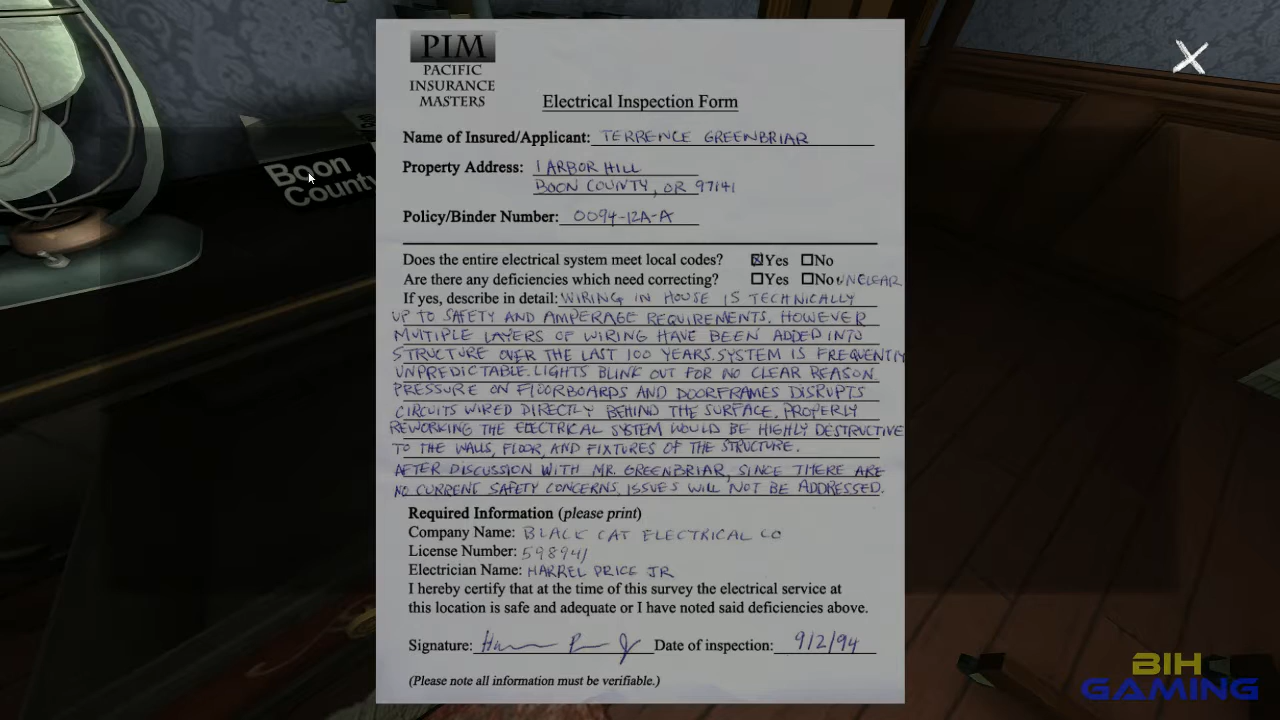 PIM
PACIFIC
INSURANCE
MASTERS
Electrical Inspection Form
Name of Insured/Applicant: TERRENCE GREENBRIAR
Property Address: 1 ARBOR HILL
BOON COUNTY, OR 97141
Policy/Binder Number: 0094-12A-A
Does the entire electrical system meet local codes? ☒Yes ☐No
Are there any deficiencies which need correcting? ☐Yes ☐No UNCLEAR
If yes, describe in detail: WIRING IN HOUSE IS TECHNICALLY
UP TO SAFETY AND AMPERAGE REQUIREMENTS. HOWEVER
MULTIPLE LAYERS OF WIRING HAVE BEEN ADDED INTO
STRUCTURE OVER THE LAST 100 YEARS. SYSTEM IS FREQUENTLY
UNPREDICTABLE. LIGHTS BLINK OUT FOR NO CLEAR REASON.
PRESSURE ON FLOORBOARDS AND DOORFRAMES DISRUPTS
CIRCUITS WIRED DIRECTLY BEHIND THE SURFACE. PROPERLY
REWORKING THE ELECTRICAL SYSTEM WOULD BE HIGHLY DESTRUCTIVE
TO THE WALLS, FLOOR, AND FIXTURES OF THE STRUCTURE.
AFTER DISCUSSION WITH MR. GREENBRIAR, SINCE THERE ARE
NO CURRENT SAFETY CONCERNS, ISSUES WILL NOT BE ADDRESSED.
Required Information (please print)
Company Name: BLACK CAT ELECTRICAL CO
License Number: 598941
Electrician Name: HARREL PRICE JR
I hereby certify that at the time of this survey the electrical service at
this location is safe and adequate or I have noted said deficiencies above.
Signature: Date of inspection: 9/2/94
(Please note all information must be verifiable.)
Boon
County
BIH
GAMING